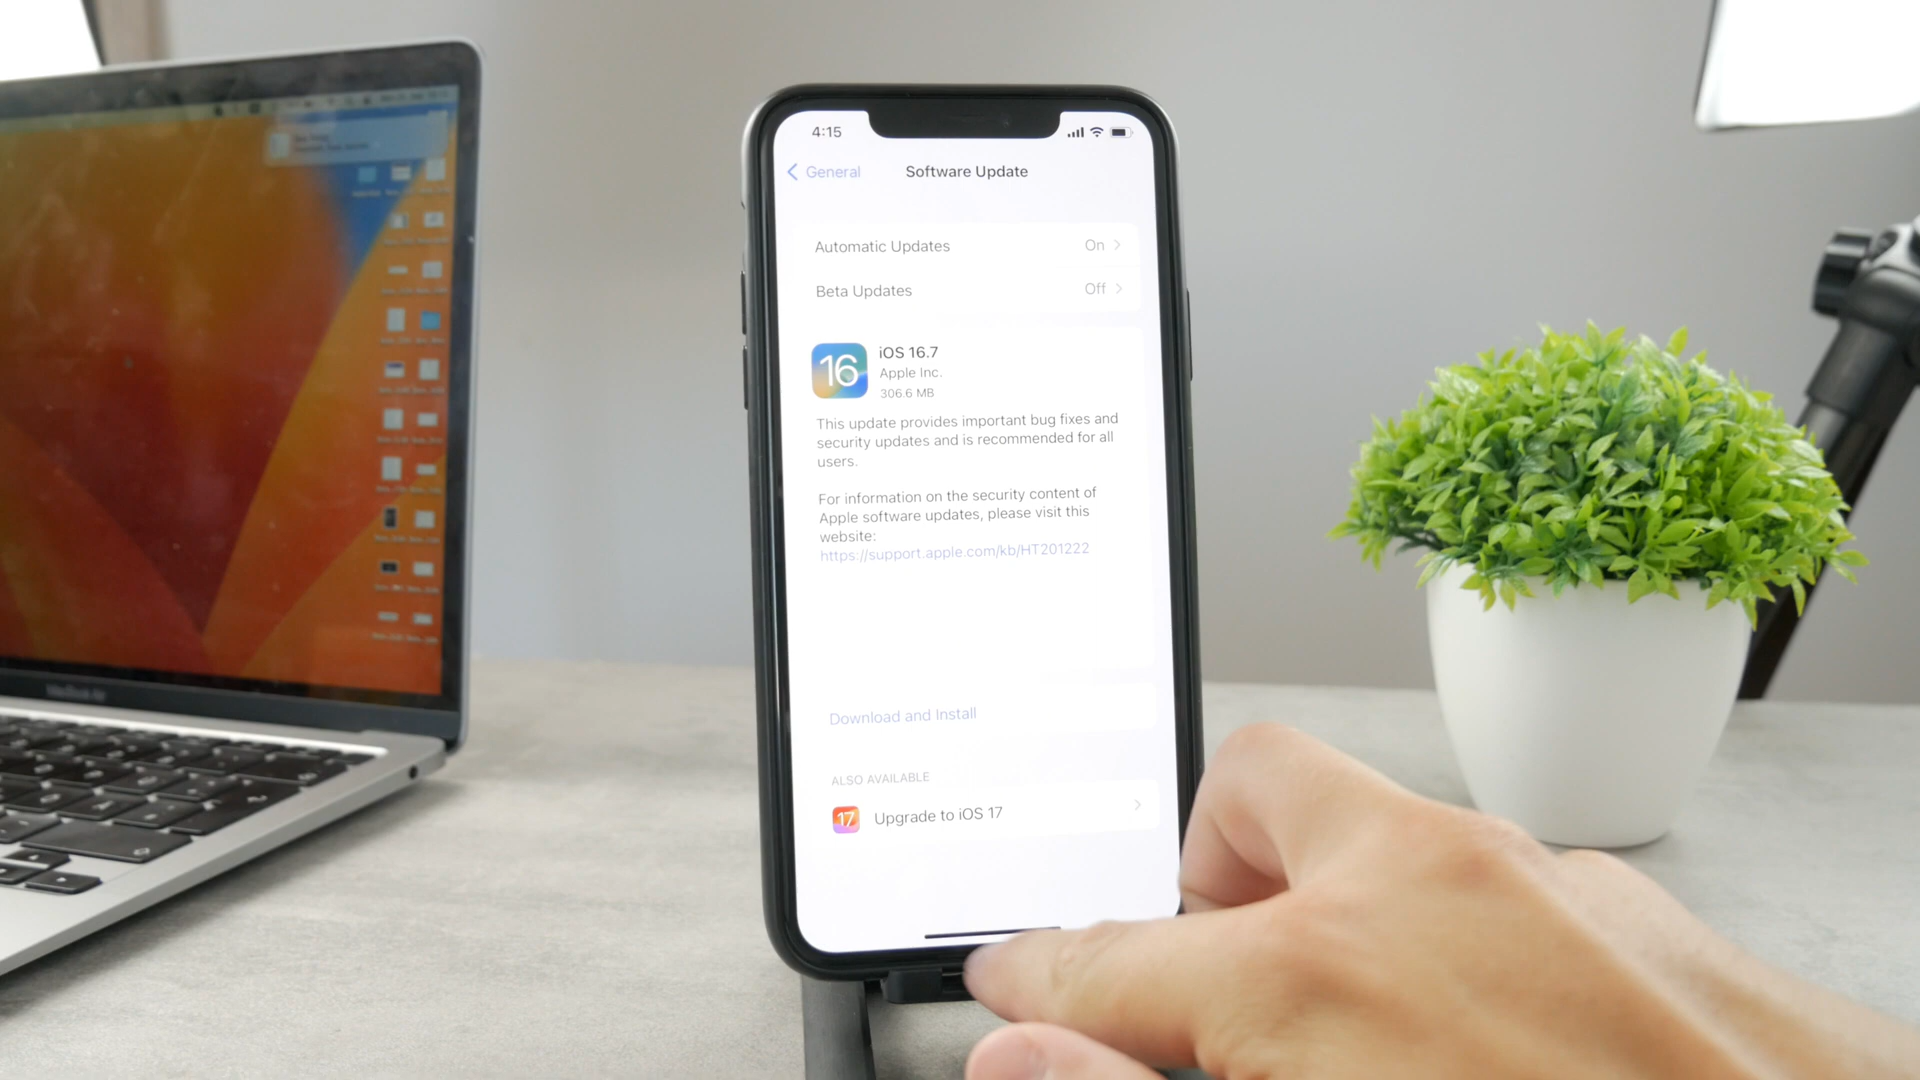 4:15
General
Software Update
Automatic Updates
On
Beta Updates
Off
16
iOS 16.7
Apple Inc.
306.6 MB
This update provides important bug fixes and
security updates and is recommended for all
users.
For information on the security content of
Apple software updates, please visit this
website:
https://support.apple.com/kb/HT201222
Download and Install
ALSO AVAILABLE
17
Upgrade to iOS 17
MacBook Air